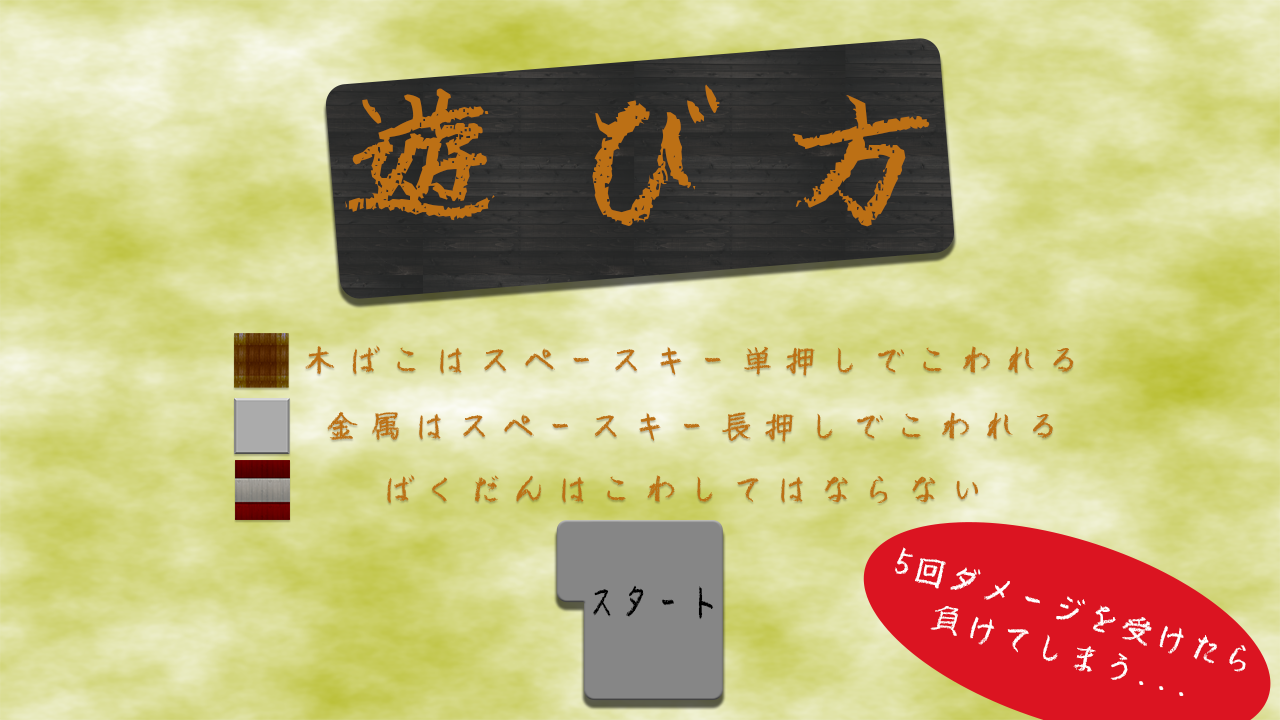 遊び方
木ばこはスペースキー単押しでこわれる
金属はスペースキー長押しでこわれる
ばくだんはこわしてはならない
スタート
5回ダメージを受けたら
負けてしまう...